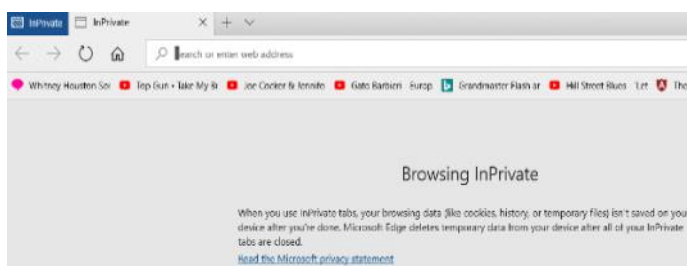 InPrivate InPrivate
Search or enter web address
Whitney Houston Top Gun - Take My Br Joe Cocker & Jennife Gato Barbieri Europ Grandmaster Flash ar Hill Street Blues The
Browsing InPrivate
When you use InPrivate tabs, your browsing data (like cookies, history, or temporary files) isn't saved on your
device after you're done. Microsoft Edge deletes temporary data from your device after all of your InPrivate
tabs are closed.
Read the Microsoft privacy statement